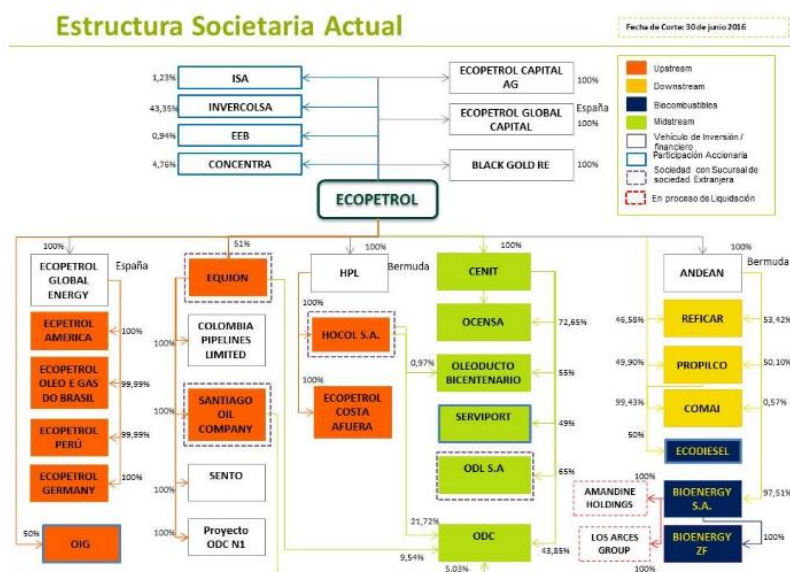 Estructura Societaria Actual
Fecha de Corte: 30 de junio 2016
1,23%
ISA
43,35%
INVERCOLSA
0,94%
EEB
4,76%
CONCENTRA
ECOPETROL CAPITAL
AG
100%
España
ECOPETROL GLOBAL
CAPITAL
100%
BLACK GOLD RE
100%
Upstream
Downstream
Biocombustibles
Midstream
Vehículo de Inversión /
financiero
Participación Accionaria
Sociedad con Sucursal de
sociedad Extranjera
En proceso de Liquidación
ECOPETROL
100%
España
ECOPETROL
GLOBAL
ENERGY
ECPETROL
AMERICA
100%
ECOPETROL
OLEO E GAS
DO BRASIL
99,99%
ECOPETROL
PERÚ
99,99%
ECOPETROL
GERMANY
100%
50%
OIG
51%
EQUION
100%
COLOMBIA
PIPELINES
LIMITED
100%
SANTIAGO
OIL
COMPANY
100%
SENTO
100%
Proyecto
ODC N1
100%
Bermuda
HPL
100%
HOCOL S.A.
100%
ECOPETROL
COSTA
AFUERA
100%
CENIT
OCENSA
72,65%
0,97%
OLEODUCTO
BICENTENARIO
55%
SERVIPORT
49%
ODL S.A
65%
21,72%
9,54%
ODC
43,85%
5,03%
100%
Bermuda
ANDEAN
46,58%
REFICAR
53,42%
49,90%
PROPILCO
50,10%
99,43%
COMAI
0,57%
50%
ECODIESEL
100%
AMANDINE
HOLDINGS
BIOENERGY
S.A.
97,51%
LOS ARCES
GROUP
100%
BIOENERGY
ZF
100%